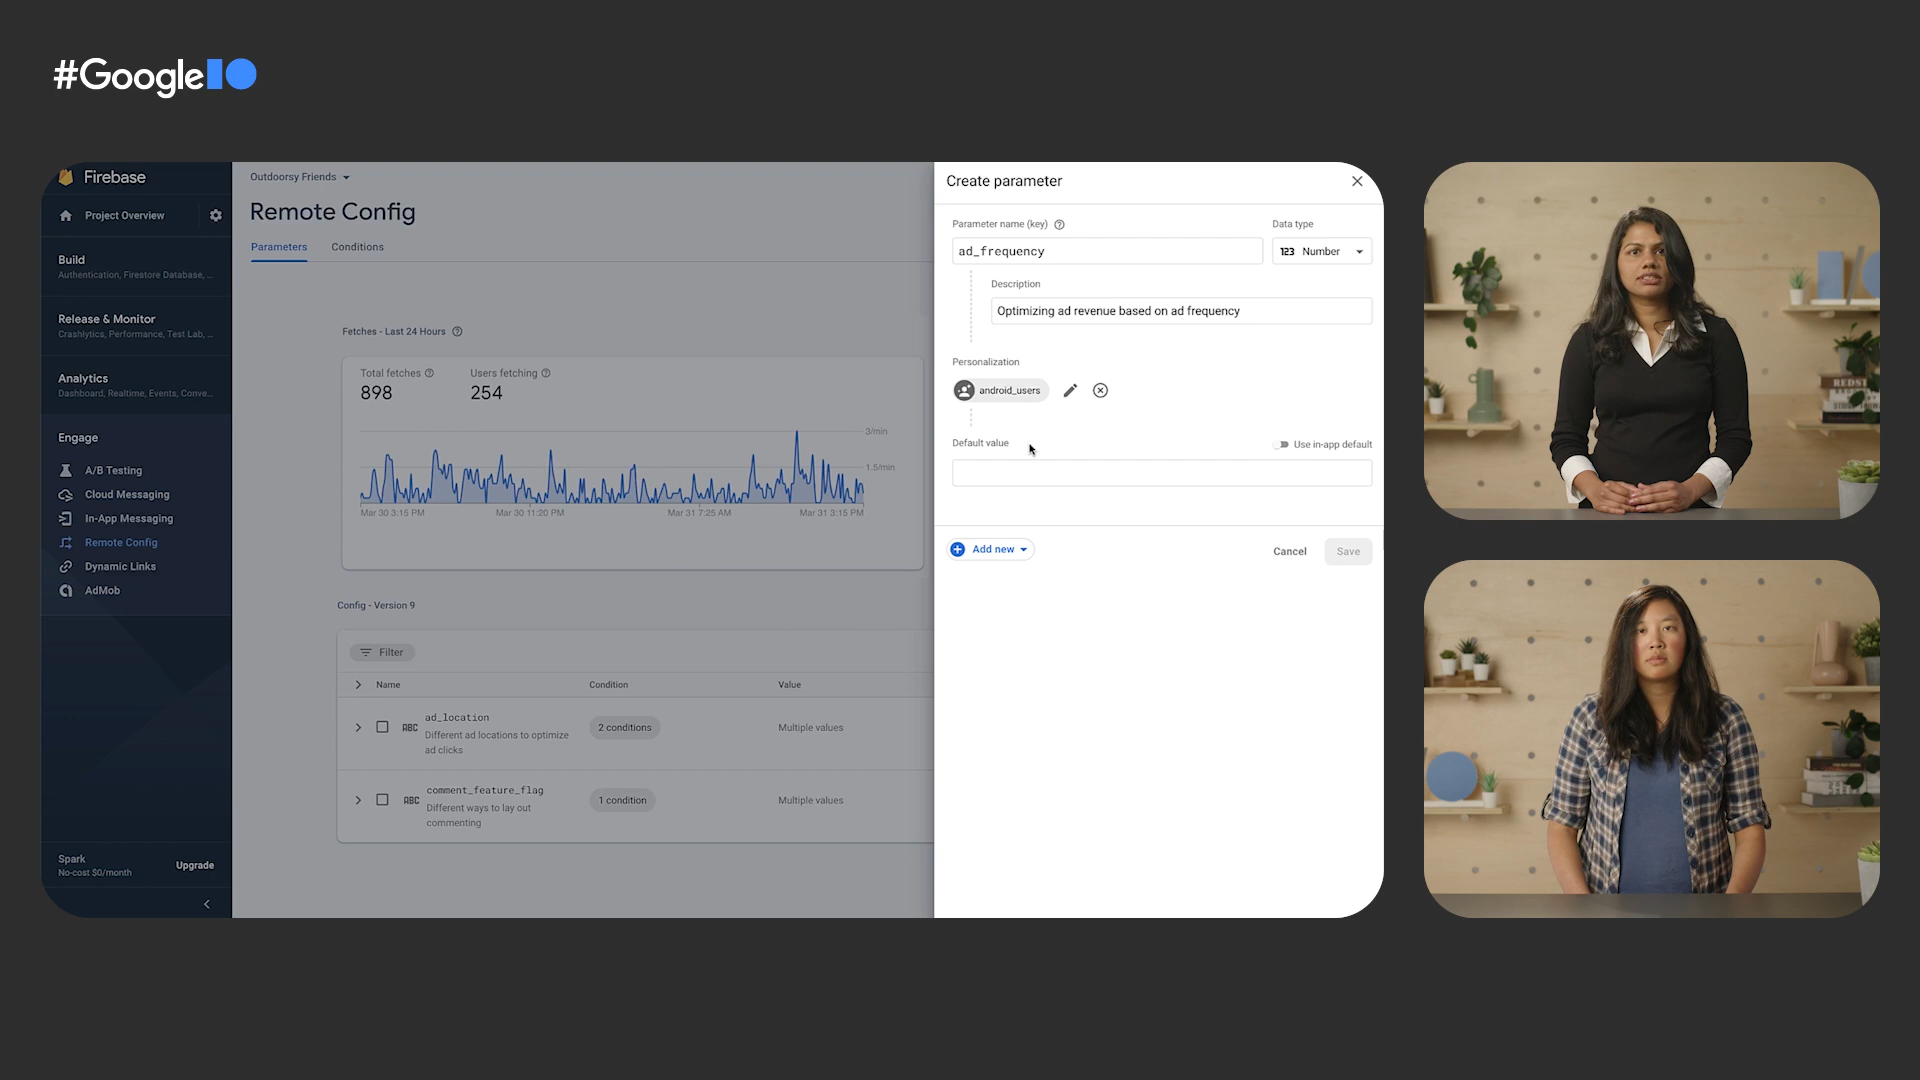 #GoogleIO
Firebase
Project Overview
Build
Authentication, Firestore Database, ...
Release & Monitor
Crashlytics, Performance, Test Lab, ...
Analytics
Dashboard, Realtime, Events, Conve...
Engage
A/B Testing
Cloud Messaging
In-App Messaging
Remote Config
Dynamic Links
AdMob
Spark
No-cost $0/month
Upgrade
Outdoorsy Friends
Remote Config
Parameters Conditions
Fetches - Last 24 Hours
Total fetches Users fetching
898 254
3/min
1.5/min
Mar 30 3:15 PM Mar 30 11:20 PM Mar 31 7:25 AM Mar 31 3:15 PM
Config - Version 9
Filter
Name Condition Value
ABC ad_location
Different ad locations to optimize
ad clicks
2 conditions Multiple values
ABC comment_feature_flag
Different ways to lay out
commenting
1 condition Multiple values
Create parameter
Parameter name (key) Data type
ad_frequency 123 Number
Description
Optimizing ad revenue based on ad frequency
Personalization
android_users
Default value Use in-app default
Add new Cancel Save
REDST